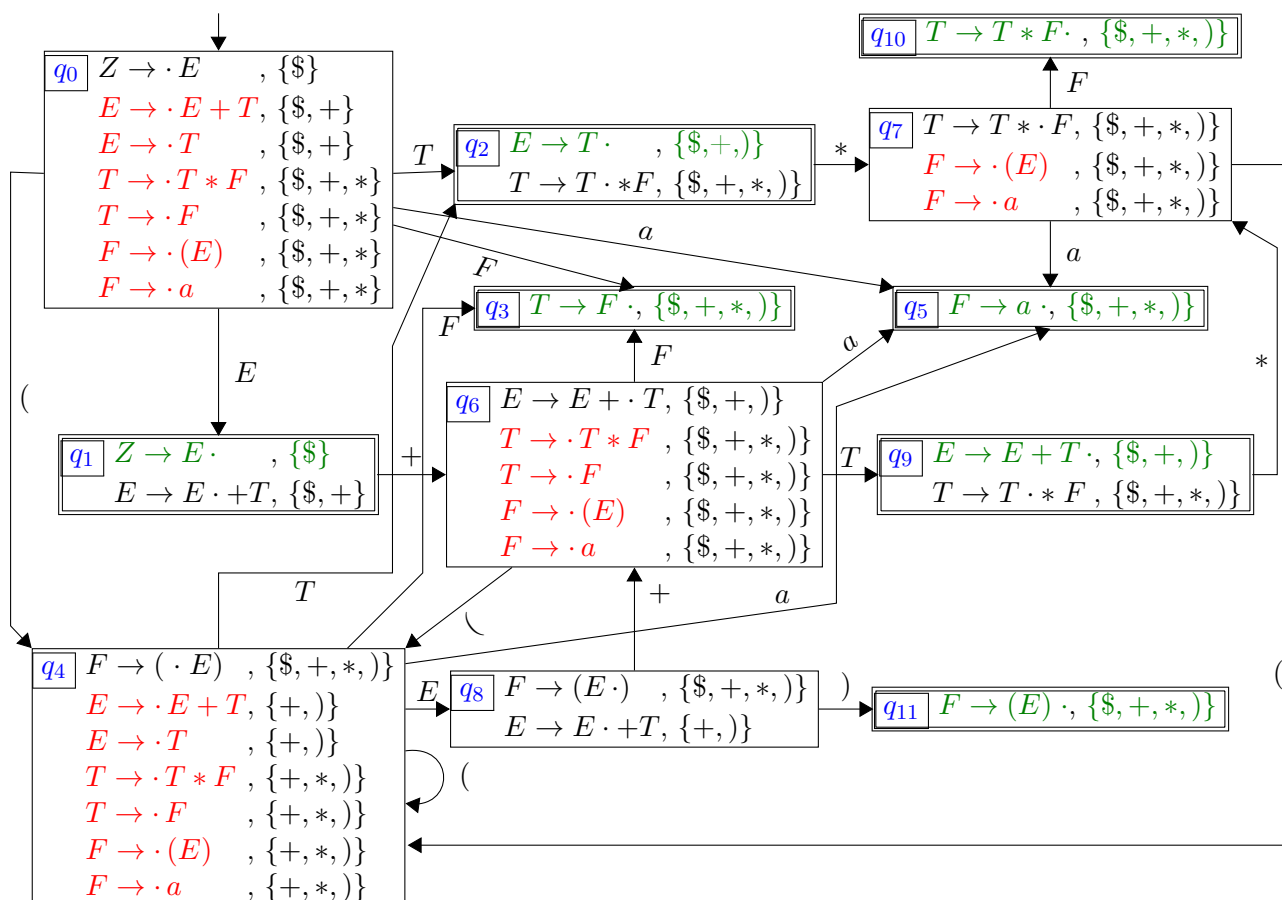 q₁₀ T → T ∗ F· , {$, +, ∗, )}
F
q₀ Z → · E , {$}
E → · E + T, {$, +}
E → · T , {$, +}
T → · T ∗ F , {$, +, ∗}
T → · F , {$, +, ∗}
F → · (E) , {$, +, ∗}
F → · a , {$, +, ∗}
T
q₂ E → T · , {$,+,)}
T → T · ∗F, {$, +, ∗, )}
∗
q₇ T → T ∗ · F, {$, +, ∗, )}
F → · (E) , {$, +, ∗, )}
F → · a , {$, +, ∗, )}
a
F
a
q₃ T → F ·, {$, +, ∗, )}
F
q₅ F → a ·, {$, +, ∗, )}
E
F
a
∗
(
q₆ E → E + · T, {$, +, )}
T → · T ∗ F , {$, +, ∗, )}
T → · F , {$, +, ∗, )}
F → · (E) , {$, +, ∗, )}
F → · a , {$, +, ∗, )}
q₁ Z → E · , {$}
E → E · +T, {$, +}
+
T
q₉ E → E + T ·, {$, +, )}
T → T · ∗ F , {$, +, ∗, )}
T
+
a
(
q₄ F → ( · E) , {$, +, ∗, )}
E → · E + T, {+, )}
E → · T , {+, )}
T → · T ∗ F , {+, ∗, )}
T → · F , {+, ∗, )}
F → · (E) , {+, ∗, )}
F → · a , {+, ∗, )}
E
q₈ F → (E ·) , {$, +, ∗, )}
E → E · +T, {+, )}
)
q₁₁ F → (E) ·, {$, +, ∗, )}
(
(